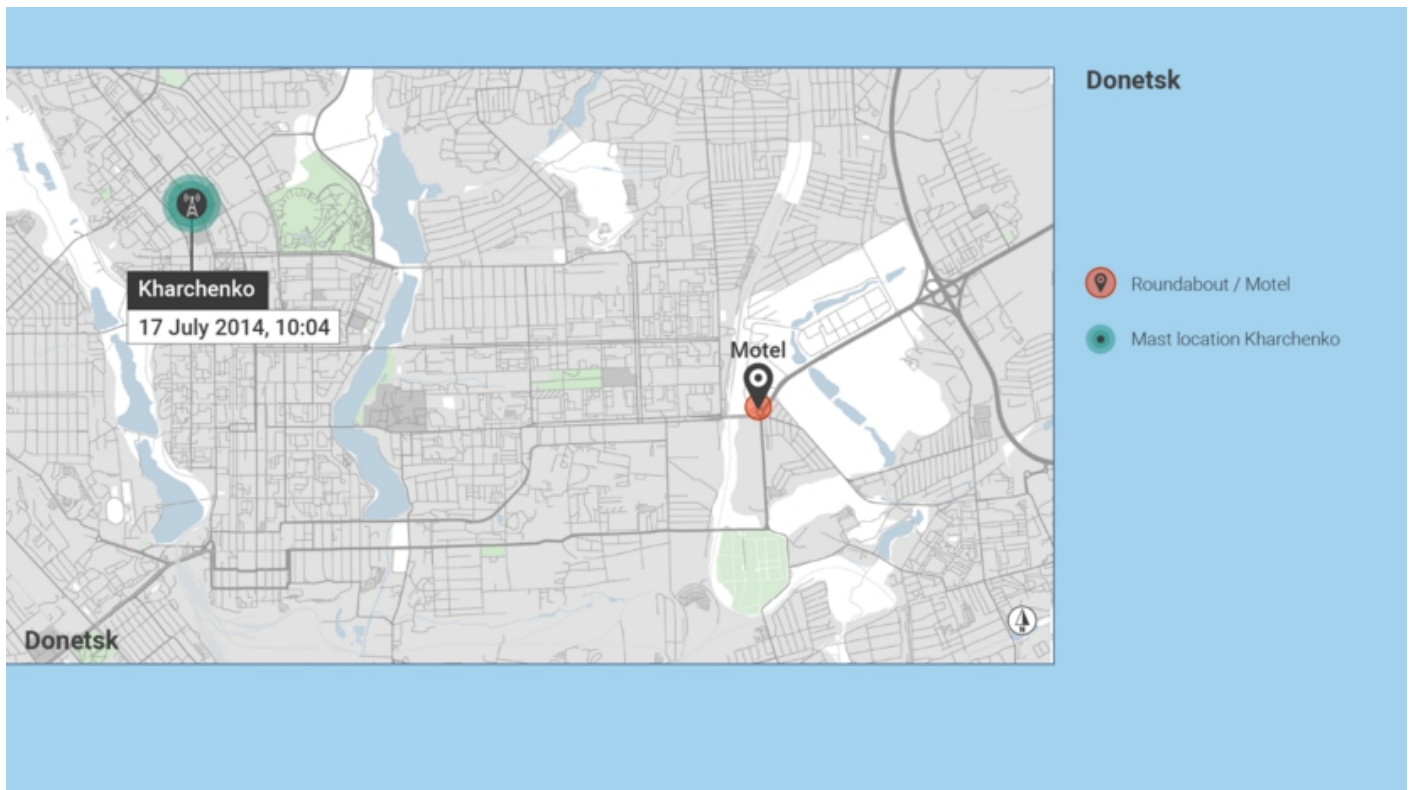 Donetsk
Kharchenko
17 July 2014, 10:04
Motel
Roundabout / Motel
Mast location Kharchenko
Donetsk